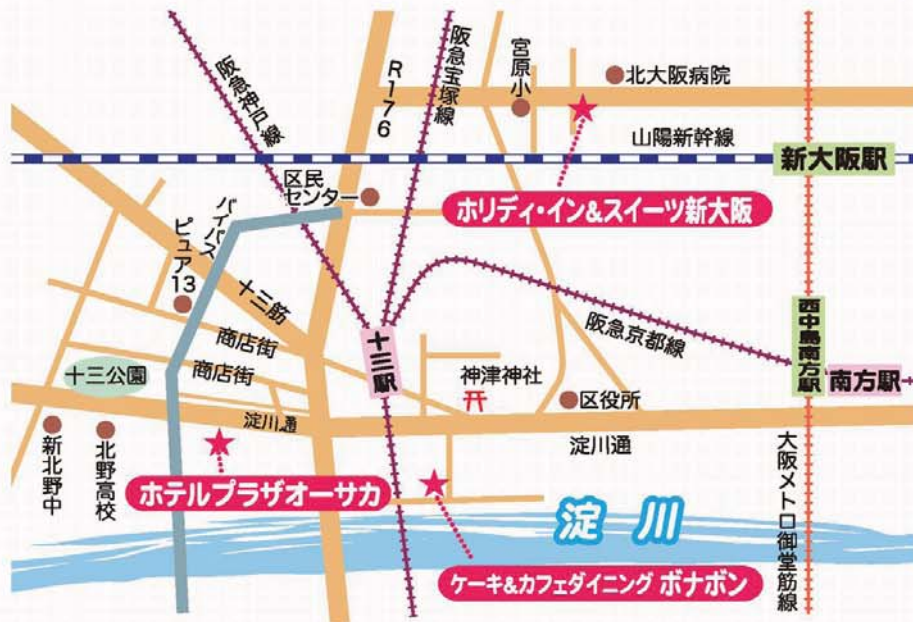 阪急神戸線
R176
阪急宝塚線
宮原小
北大阪病院
山陽新幹線
新大阪駅
ホリディ・イン&スイーツ新大阪
区民
センター
バイパス
ピュア13
十三筋
商店街
商店街
十三駅
阪急京都線
西中島南方駅
南方駅
十三公園
神津神社
区役所
淀川通
淀川通
新北野中
北野高校
ホテルプラザオーサカ
淀川
大阪メトロ御堂筋線
ケーキ&カフェダイニング ボナボン